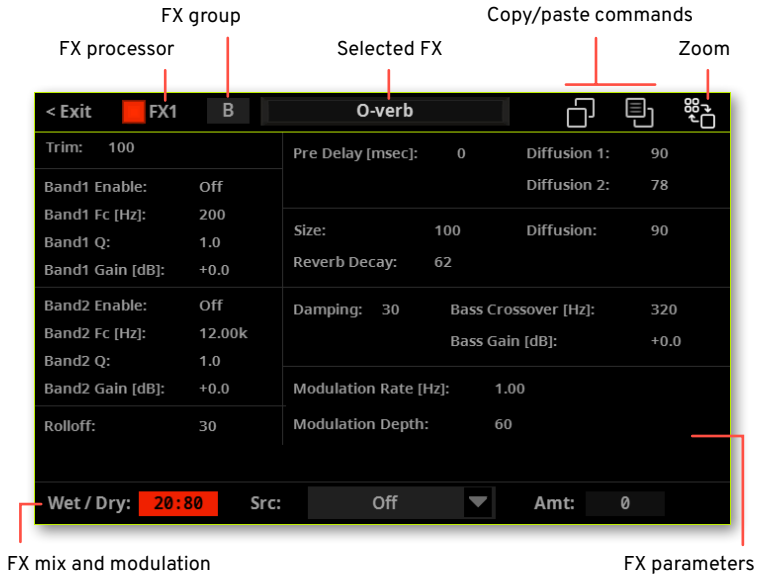 FX group
Copy/paste commands
FX processor
Selected FX
Zoom
< Exit FX1 B O-verb
Trim: 100
Band1 Enable: Off
Band1 Fc [Hz]: 200
Band1 Q: 1.0
Band1 Gain [dB]: +0.0
Band2 Enable: Off
Band2 Fc [Hz]: 12.00k
Band2 Q: 1.0
Band2 Gain [dB]: +0.0
Rolloff: 30
Pre Delay [msec]: 0 Diffusion 1: 90
Diffusion 2: 78
Size: 100 Diffusion: 90
Reverb Decay: 62
Damping: 30 Bass Crossover [Hz]: 320
Bass Gain [dB]: +0.0
Modulation Rate [Hz]: 1.00
Modulation Depth: 60
Wet / Dry: 20:80 Src: Off Amt: 0
FX mix and modulation
FX parameters